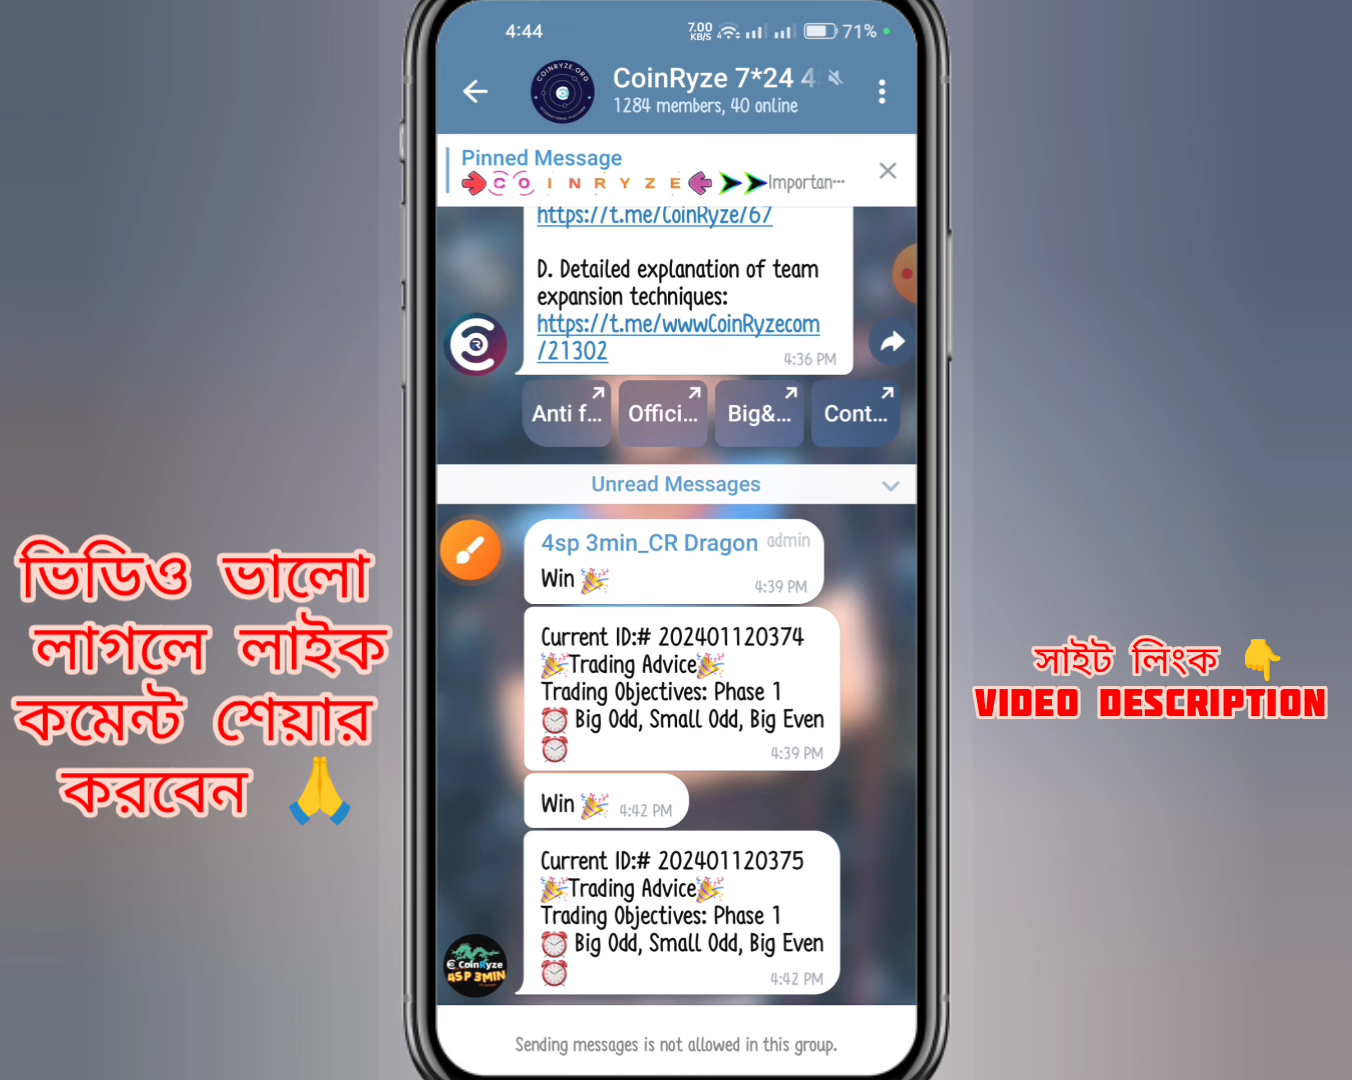 4:44
7.00 KB/S
71%
CoinRyze 7*24 4
1284 members, 40 online
Pinned Message
C O I N R Y Z E Importan...
https://t.me/CoinRyze/67
D. Detailed explanation of team
expansion techniques:
https://t.me/wwwCoinRyzecom
/21302
4:36 PM
Anti f...
Offici...
Big&...
Cont...
Unread Messages
4sp 3min_CR Dragon admin
Win 🎉
4:39 PM
Current ID:# 202401120374
🎉Trading Advice🎉
Trading Objectives: Phase 1
⏰ Big Odd, Small Odd, Big Even
⏰
4:39 PM
Win 🎉 4:42 PM
Current ID:# 202401120375
🎉Trading Advice🎉
Trading Objectives: Phase 1
⏰ Big Odd, Small Odd, Big Even
⏰
4:42 PM
CoinRyze
4SP 3MIN
Sending messages is not allowed in this group.
ভিডিও ভালো
লাগলে লাইক
কমেন্ট শেয়ার
করবেন 🙏
সাইট লিংক 👇
VIDEO DESCRIPTION